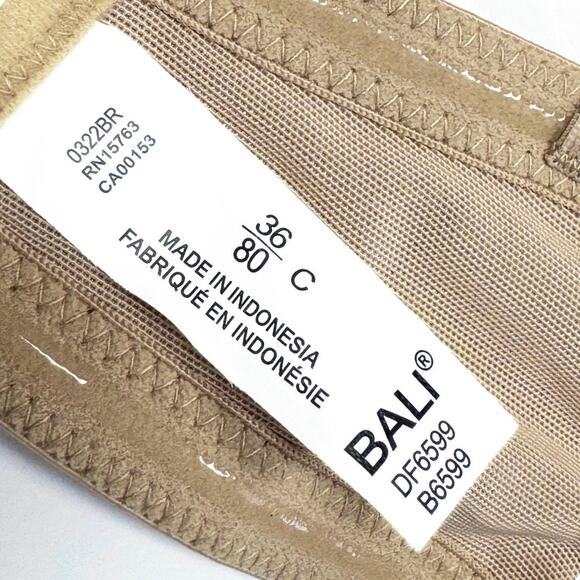 0322BR
RN15763
CA00153
36
80 C
MADE IN INDONESIA
FABRIQUÉ EN INDONÉSIE
BALI®
DF6599
B6599